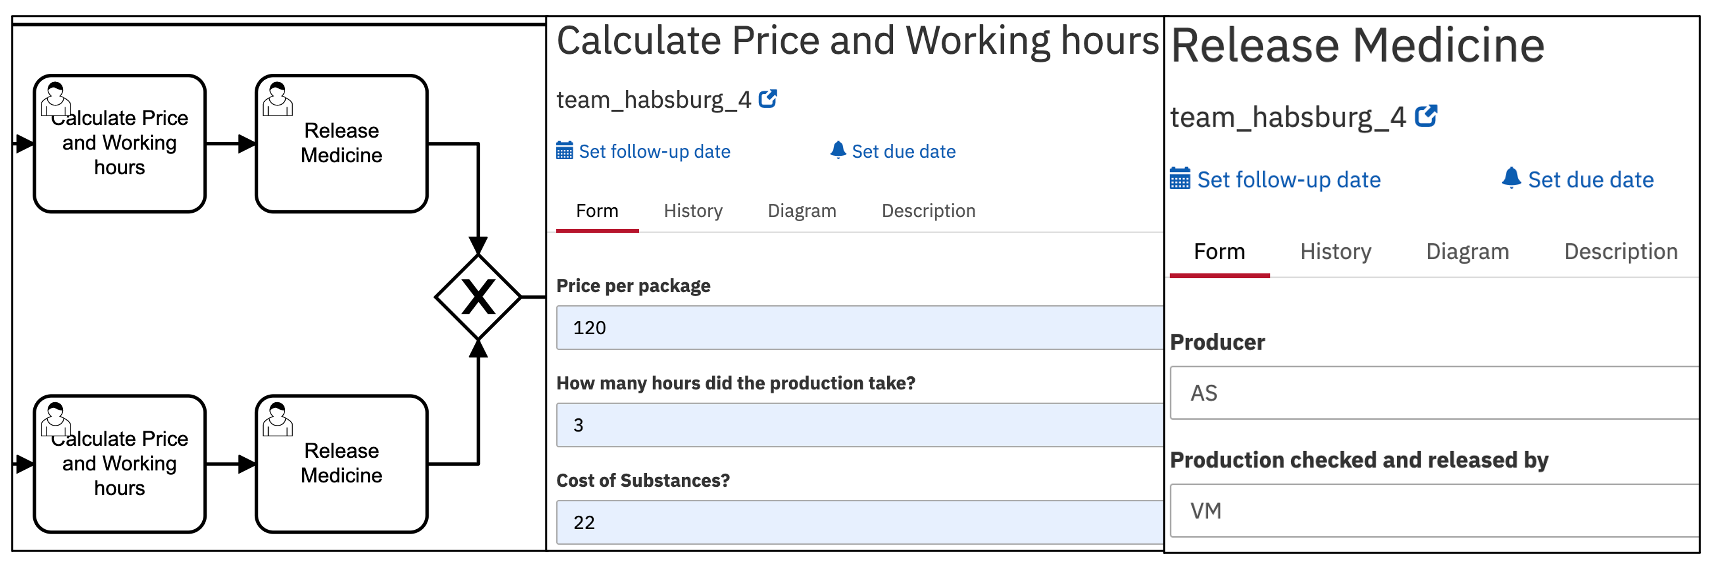 Calculate Price
and Working
hours
Release
Medicine
X
Calculate Price
and Working
hours
Release
Medicine
Calculate Price and Working hours
team_habsburg_4
Set follow-up date
Set due date
Form
History
Diagram
Description
Price per package
120
How many hours did the production take?
3
Cost of Substances?
22
Release Medicine
team_habsburg_4
Set follow-up date
Set due date
Form
History
Diagram
Description
Producer
AS
Production checked and released by
VM